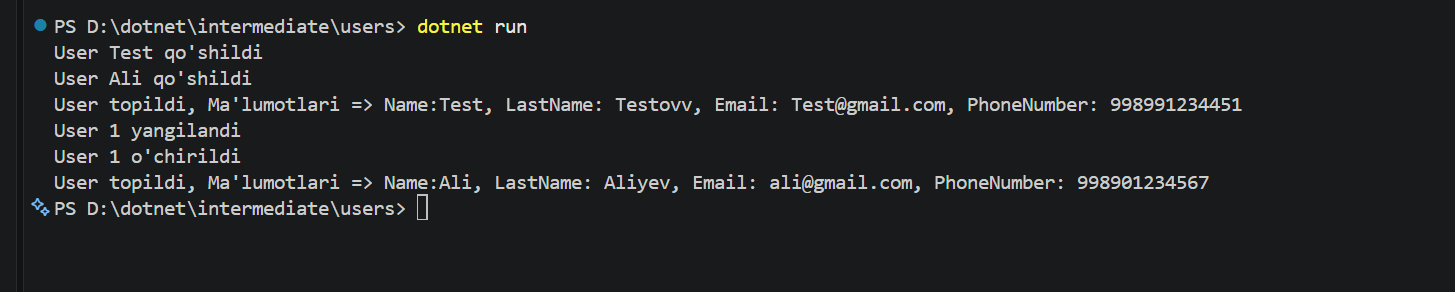 PS D:\dotnet\intermediate\users> dotnet run
User Test qo'shildi
User Ali qo'shildi
User topildi, Ma'lumotlari => Name:Test, LastName: Testovv, Email: Test@gmail.com, PhoneNumber: 998991234451
User 1 yangilandi
User 1 o'chirildi
User topildi, Ma'lumotlari => Name:Ali, LastName: Aliyev, Email: ali@gmail.com, PhoneNumber: 998901234567
PS D:\dotnet\intermediate\users>